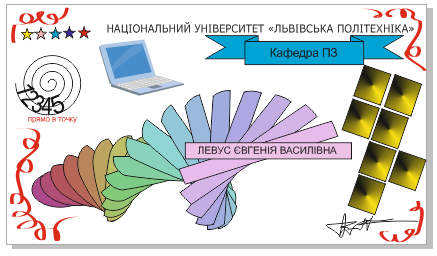 НАЦІОНАЛЬНИЙ УНІВЕРСИТЕТ «ЛЬВІВСЬКА ПОЛІТЕХНІКА»
Кафедра ПЗ
12345
прямо в точку
ЛЕВУС ЄВГЕНІЯ ВАСИЛІВНА